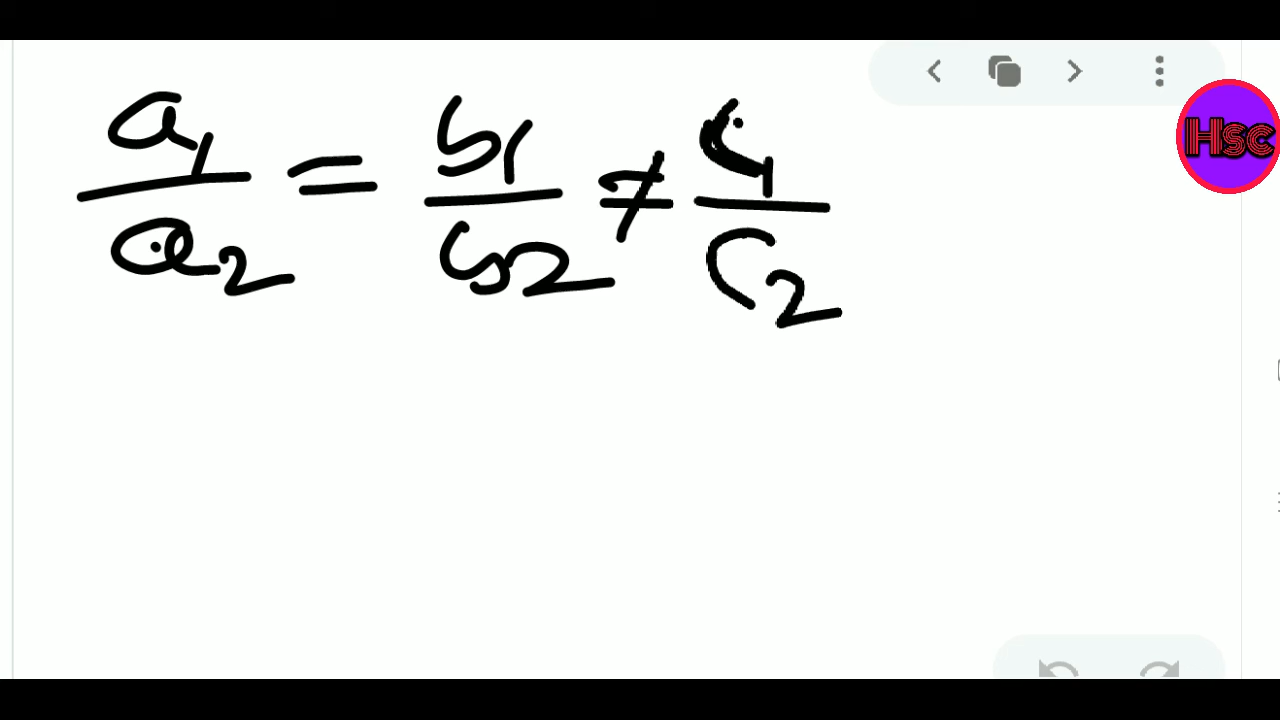 a₁/a₂ = b₁/b₂ ≠ c₁/c₂
Hsc